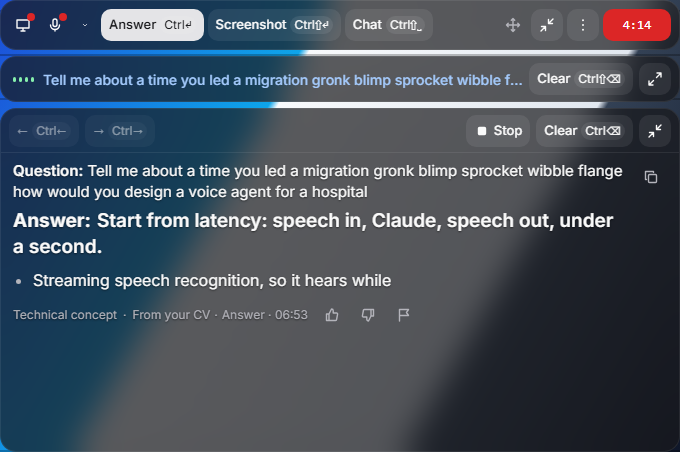 Answer Ctrl↵ Screenshot Ctrl⇧↵ Chat Ctrl⇧_ 4:14
Tell me about a time you led a migration gronk blimp sprocket wibble f... Clear Ctrl⇧⌫
← Ctrl← → Ctrl→ Stop Clear Ctrl⌫
Question: Tell me about a time you led a migration gronk blimp sprocket wibble flange
how would you design a voice agent for a hospital
Answer: Start from latency: speech in, Claude, speech out, under
a second.
• Streaming speech recognition, so it hears while
Technical concept · From your CV · Answer · 06:53